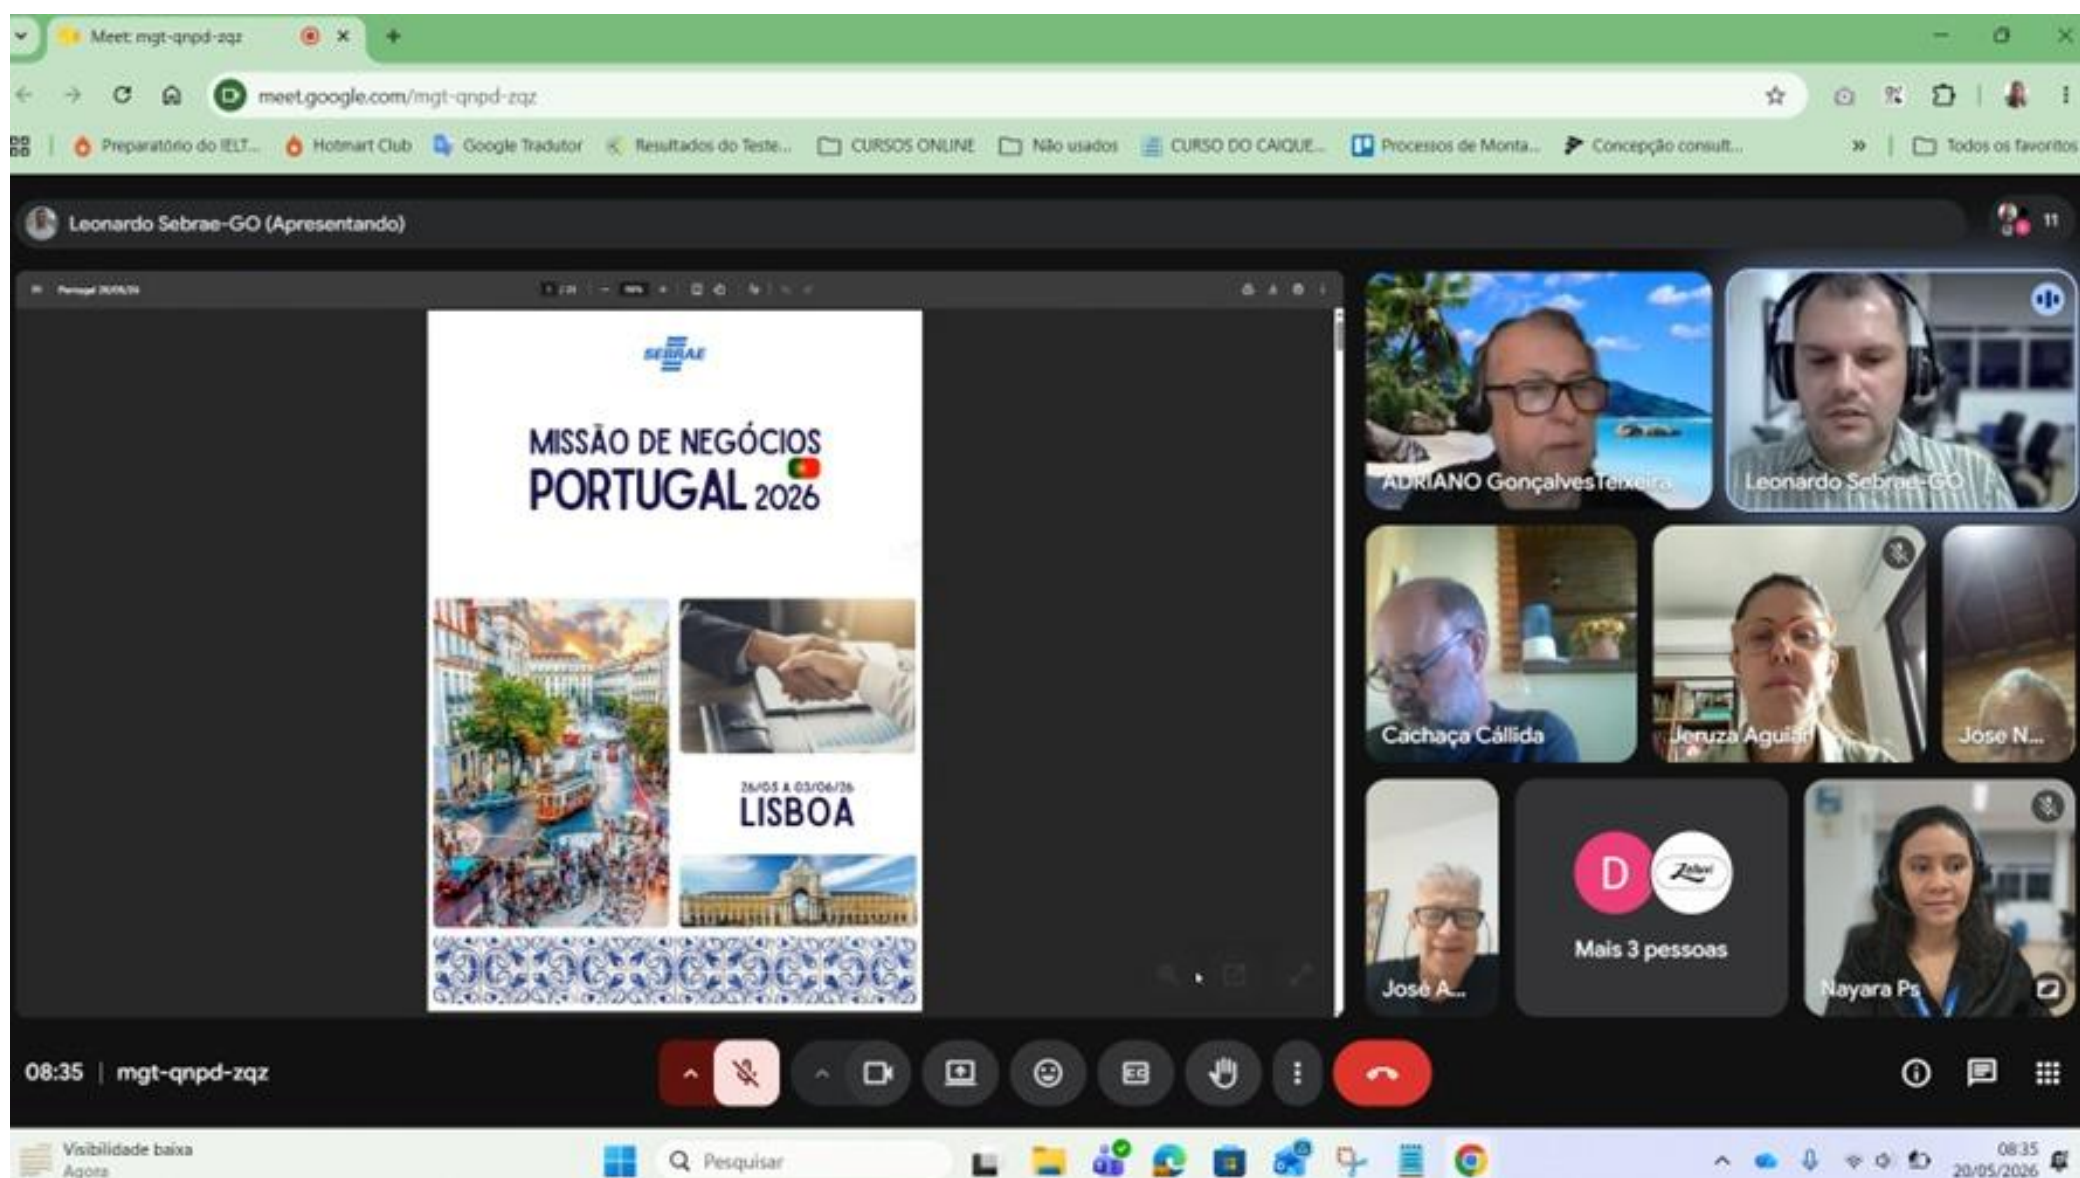 Meet: mgt-qnpd-zqz
meet.google.com/mgt-qnpd-zqz
Preparatório do IELT...
Hotmart Club
Google Tradutor
Resultados do Teste...
CURSOS ONLINE
Não usados
CURSO DO CAIQUE...
Processos de Monta...
Concepção consult...
»
Todos os favoritos
Leonardo Sebrae-GO (Apresentando)
11
SEBRAE
MISSÃO DE NEGÓCIOS
PORTUGAL 2026
26/05 A 03/06/26
LISBOA
ADRIANO GonçalvesTeixeira
Leonardo Sebrae-GO
Cachaça Cállida
Jeruza Aguiar
Jose N...
José A...
D
Mais 3 pessoas
Nayara Ps
08:35 | mgt-qnpd-zqz
Visibilidade baixa
Agora
Pesquisar
08:35
20/05/2026